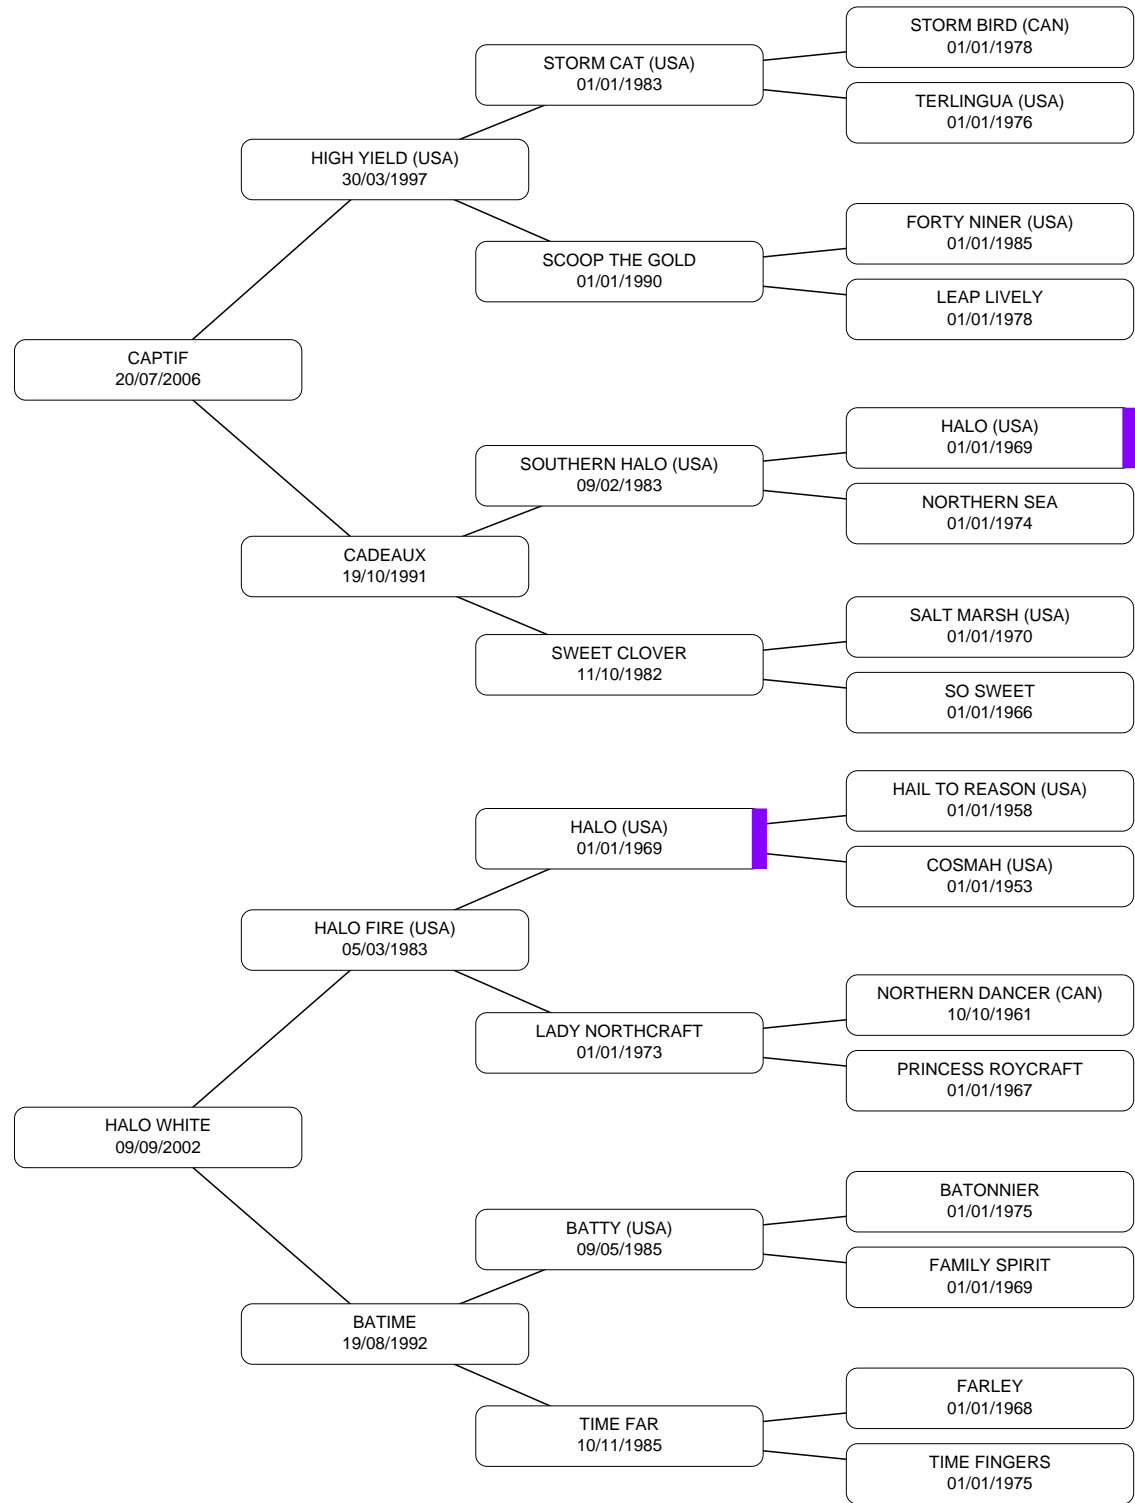 STORM BIRD (CAN)
01/01/1978
STORM CAT (USA)
01/01/1983
TERLINGUA (USA)
01/01/1976
HIGH YIELD (USA)
30/03/1997
FORTY NINER (USA)
01/01/1985
SCOOP THE GOLD
01/01/1990
LEAP LIVELY
01/01/1978
CAPTIF
20/07/2006
HALO (USA)
01/01/1969
SOUTHERN HALO (USA)
09/02/1983
NORTHERN SEA
01/01/1974
CADEAUX
19/10/1991
SALT MARSH (USA)
01/01/1970
SWEET CLOVER
11/10/1982
SO SWEET
01/01/1966
HAIL TO REASON (USA)
01/01/1958
HALO (USA)
01/01/1969
COSMAH (USA)
01/01/1953
HALO FIRE (USA)
05/03/1983
NORTHERN DANCER (CAN)
10/10/1961
LADY NORTHCRAFT
01/01/1973
PRINCESS ROYCRAFT
01/01/1967
HALO WHITE
09/09/2002
BATONNIER
01/01/1975
BATTY (USA)
09/05/1985
FAMILY SPIRIT
01/01/1969
BATIME
19/08/1992
FARLEY
01/01/1968
TIME FAR
10/11/1985
TIME FINGERS
01/01/1975